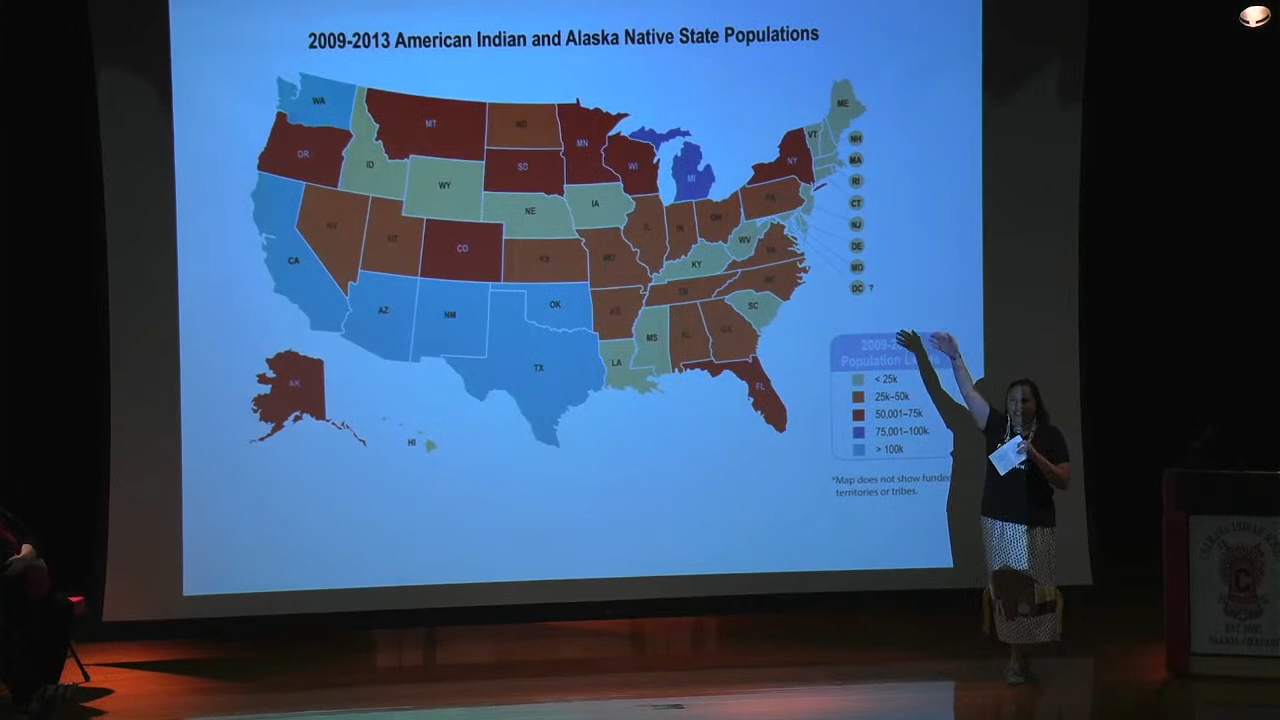 2009-2013 American Indian and Alaska Native State Populations
WA
MT
ND
MN
ME
OR
ID
SD
WI
VT
NH
WY
MI
NY
MA
NE
IA
RI
PA
CT
NV
UT
CO
IL
IN
OH
NJ
KS
MO
WV
VA
DE
CA
KY
MD
AZ
NM
OK
TN
NC
DC ?
AR
SC
TX
MS
AL
GA
LA
AK
FL
HI
2009-2
Population
< 25k
25k–50k
50,001–75k
75,001–100k
> 100k
*Map does not show funde
territories or tribes.
C